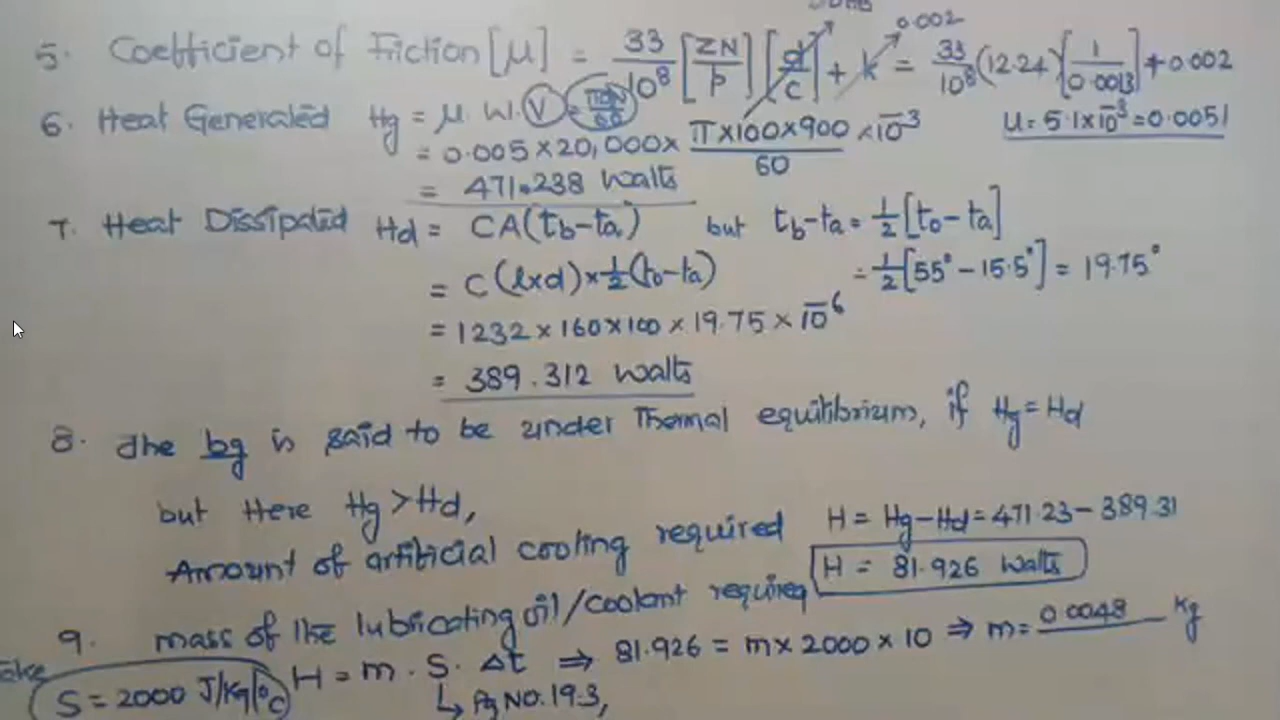 5. Coefficient of Friction [μ] = 33/10⁸ [ZN/p] [d/c] + k = 33/10⁸ (12.24) [1/0.0013] + 0.002
0.002
6. Heat Generated Hg = μ. W. V = πDN/60
μ = 5.1×10⁻³ = 0.0051
= 0.005 × 20,000 × π×100×900/60 × 10⁻³
= 471.238 Watts
7. Heat Dissipated Hd = CA(tb-ta) but tb-ta = ½[to-ta]
= C(l×d)×½(to-ta) = ½[55°-15.5°] = 19.75°
= 1232 × 160×100 × 19.75 × 10⁻⁶
= 389.312 Watts
8. The bg is said to be under Thermal equitibrium, if Hg = Hd
but Here Hg > Hd,
Amount of artificial cooling required H = Hg-Hd = 471.23 - 389.31
H = 81.926 Watts
9. mass of the lubricating oil/coolant required
H = m. S. Δt ⇒ 81.926 = m × 2000 × 10 ⇒ m = 0.0048 Kg
S = 2000 J/Kg/°C
↳ Pg No. 19.3,